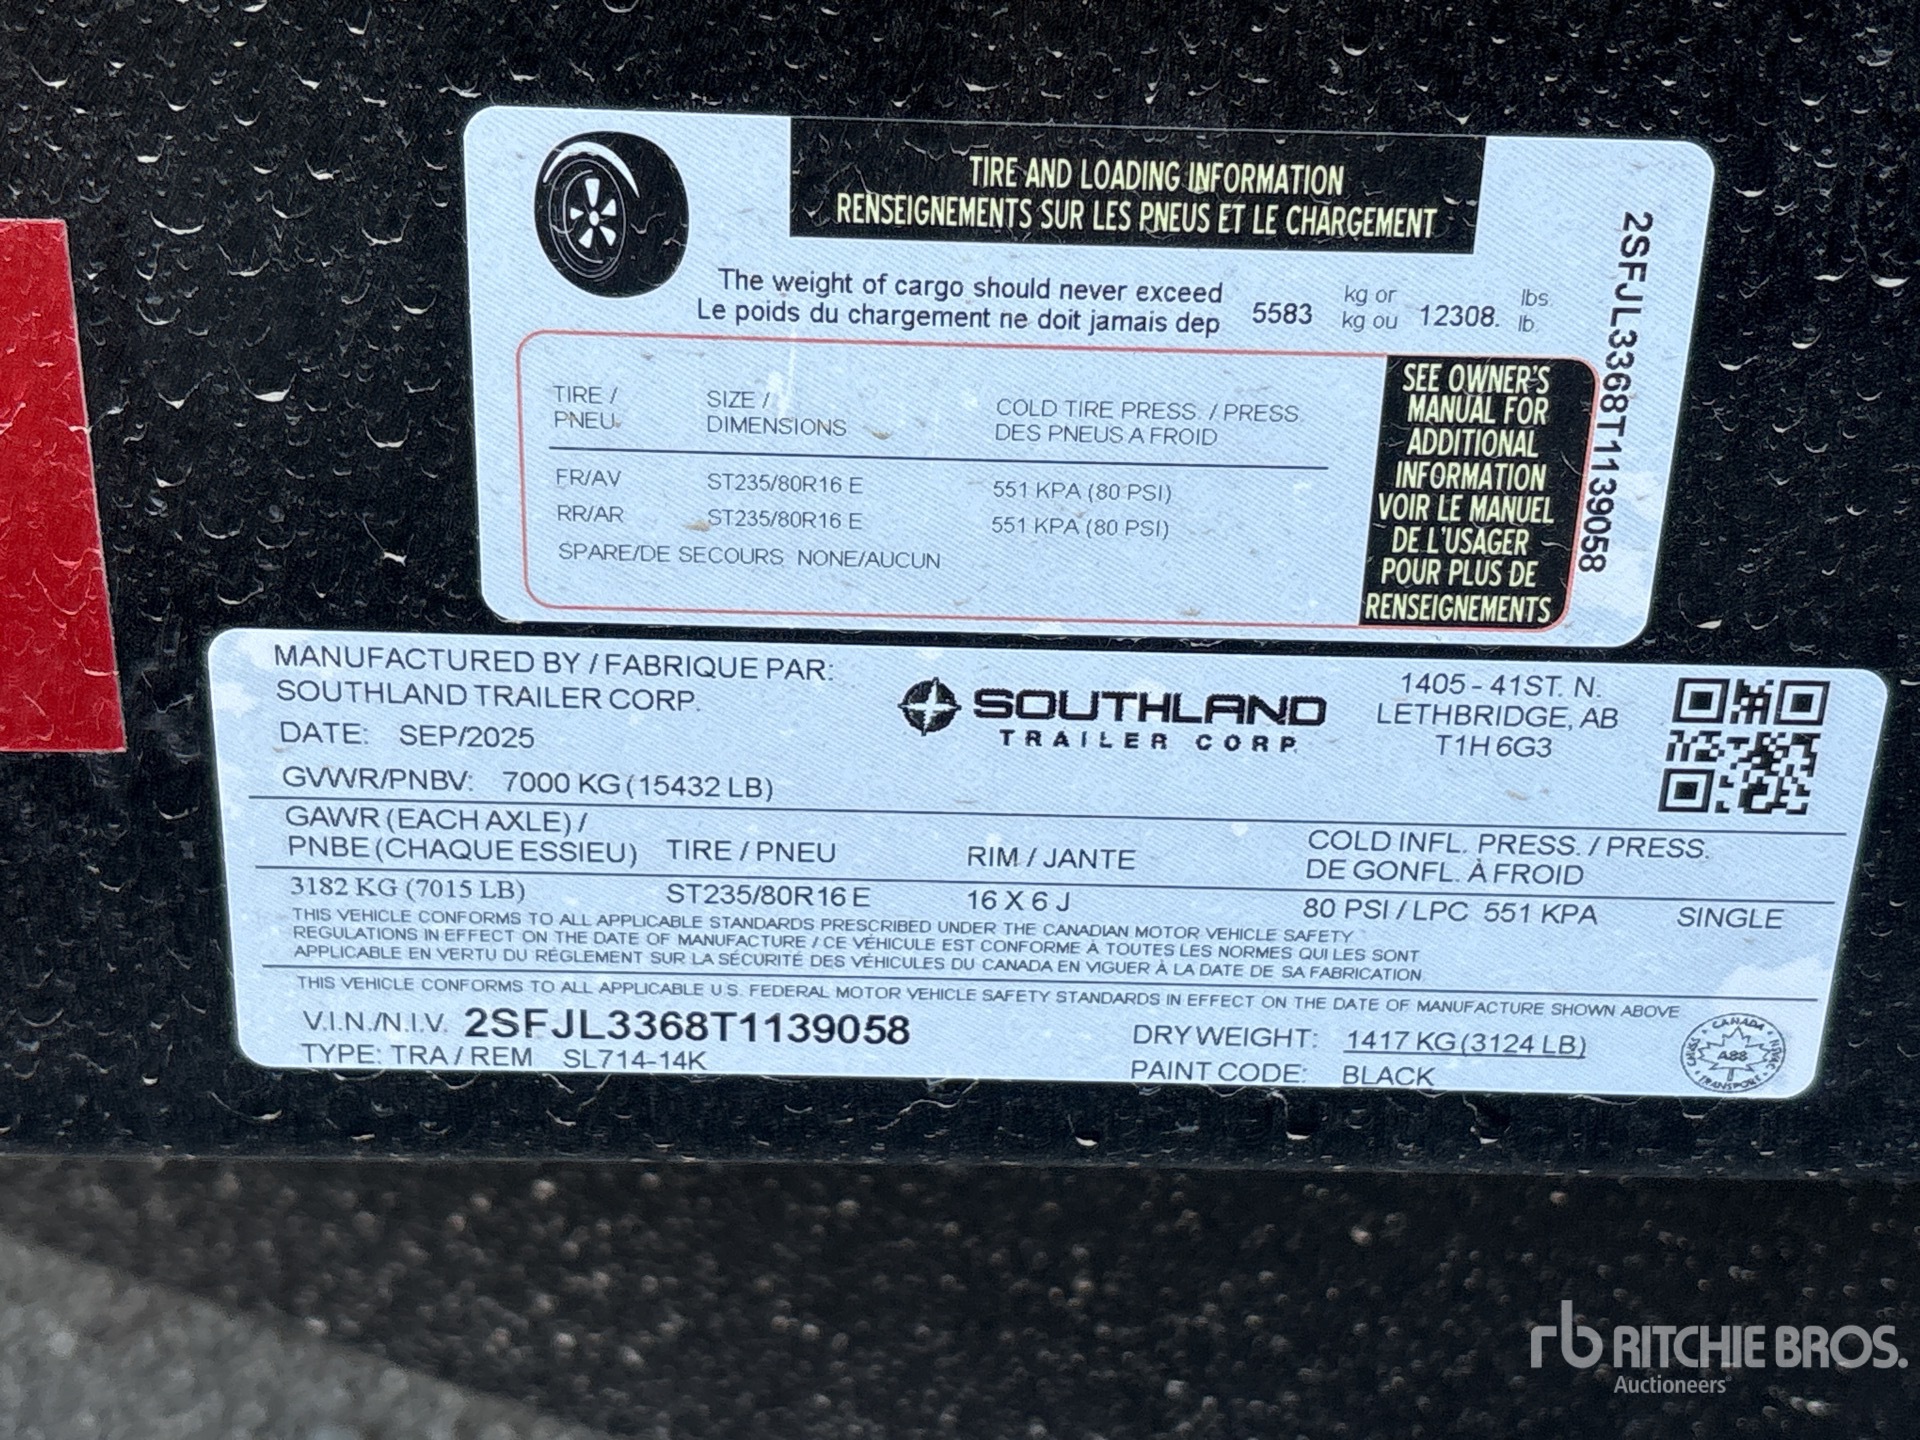 TIRE AND LOADING INFORMATION
RENSEIGNEMENTS SUR LES PNEUS ET LE CHARGEMENT
The weight of cargo should never exceed 5583 kg or 12308. lbs.
Le poids du chargement ne doit jamais dep kg ou lb.
TIRE / SIZE / COLD TIRE PRESS. / PRESS.
PNEU DIMENSIONS DES PNEUS A FROID
FR/AV ST235/80R16 E 551 KPA (80 PSI)
RR/AR ST235/80R16 E 551 KPA (80 PSI)
SPARE/DE SECOURS NONE/AUCUN
SEE OWNER'S
MANUAL FOR
ADDITIONAL
INFORMATION
VOIR LE MANUEL
DE L'USAGER
POUR PLUS DE
RENSEIGNEMENTS
2SFJL3368T1139058
MANUFACTURED BY / FABRIQUE PAR:
SOUTHLAND TRAILER CORP.
DATE: SEP/2025
GVWR/PNBV: 7000 KG (15432 LB)
SOUTHLAND
TRAILER CORP.
1405 - 41ST. N.
LETHBRIDGE, AB
T1H 6G3
GAWR (EACH AXLE) /
PNBE (CHAQUE ESSIEU) TIRE / PNEU RIM / JANTE COLD INFL. PRESS. / PRESS.
DE GONFL. À FROID
3182 KG (7015 LB) ST235/80R16 E 16 X 6 J 80 PSI / LPC 551 KPA SINGLE
THIS VEHICLE CONFORMS TO ALL APPLICABLE STANDARDS PRESCRIBED UNDER THE CANADIAN MOTOR VEHICLE SAFETY
REGULATIONS IN EFFECT ON THE DATE OF MANUFACTURE / CE VÉHICULE EST CONFORME À TOUTES LES NORMES QUI LES SONT
APPLICABLE EN VERTU DU RÉGLEMENT SUR LA SÉCURITÉ DES VÉHICULES DU CANADA EN VIGUER À LA DATE DE SA FABRICATION
THIS VEHICLE CONFORMS TO ALL APPLICABLE U.S. FEDERAL MOTOR VEHICLE SAFETY STANDARDS IN EFFECT ON THE DATE OF MANUFACTURE SHOWN ABOVE
V.I.N./N.I.V. 2SFJL3368T1139058 DRY WEIGHT: 1417 KG (3124 LB)
TYPE: TRA / REM SL714-14K PAINT CODE: BLACK
CANADA
A88
TRANSPORT
rb RITCHIE BROS.
Auctioneers